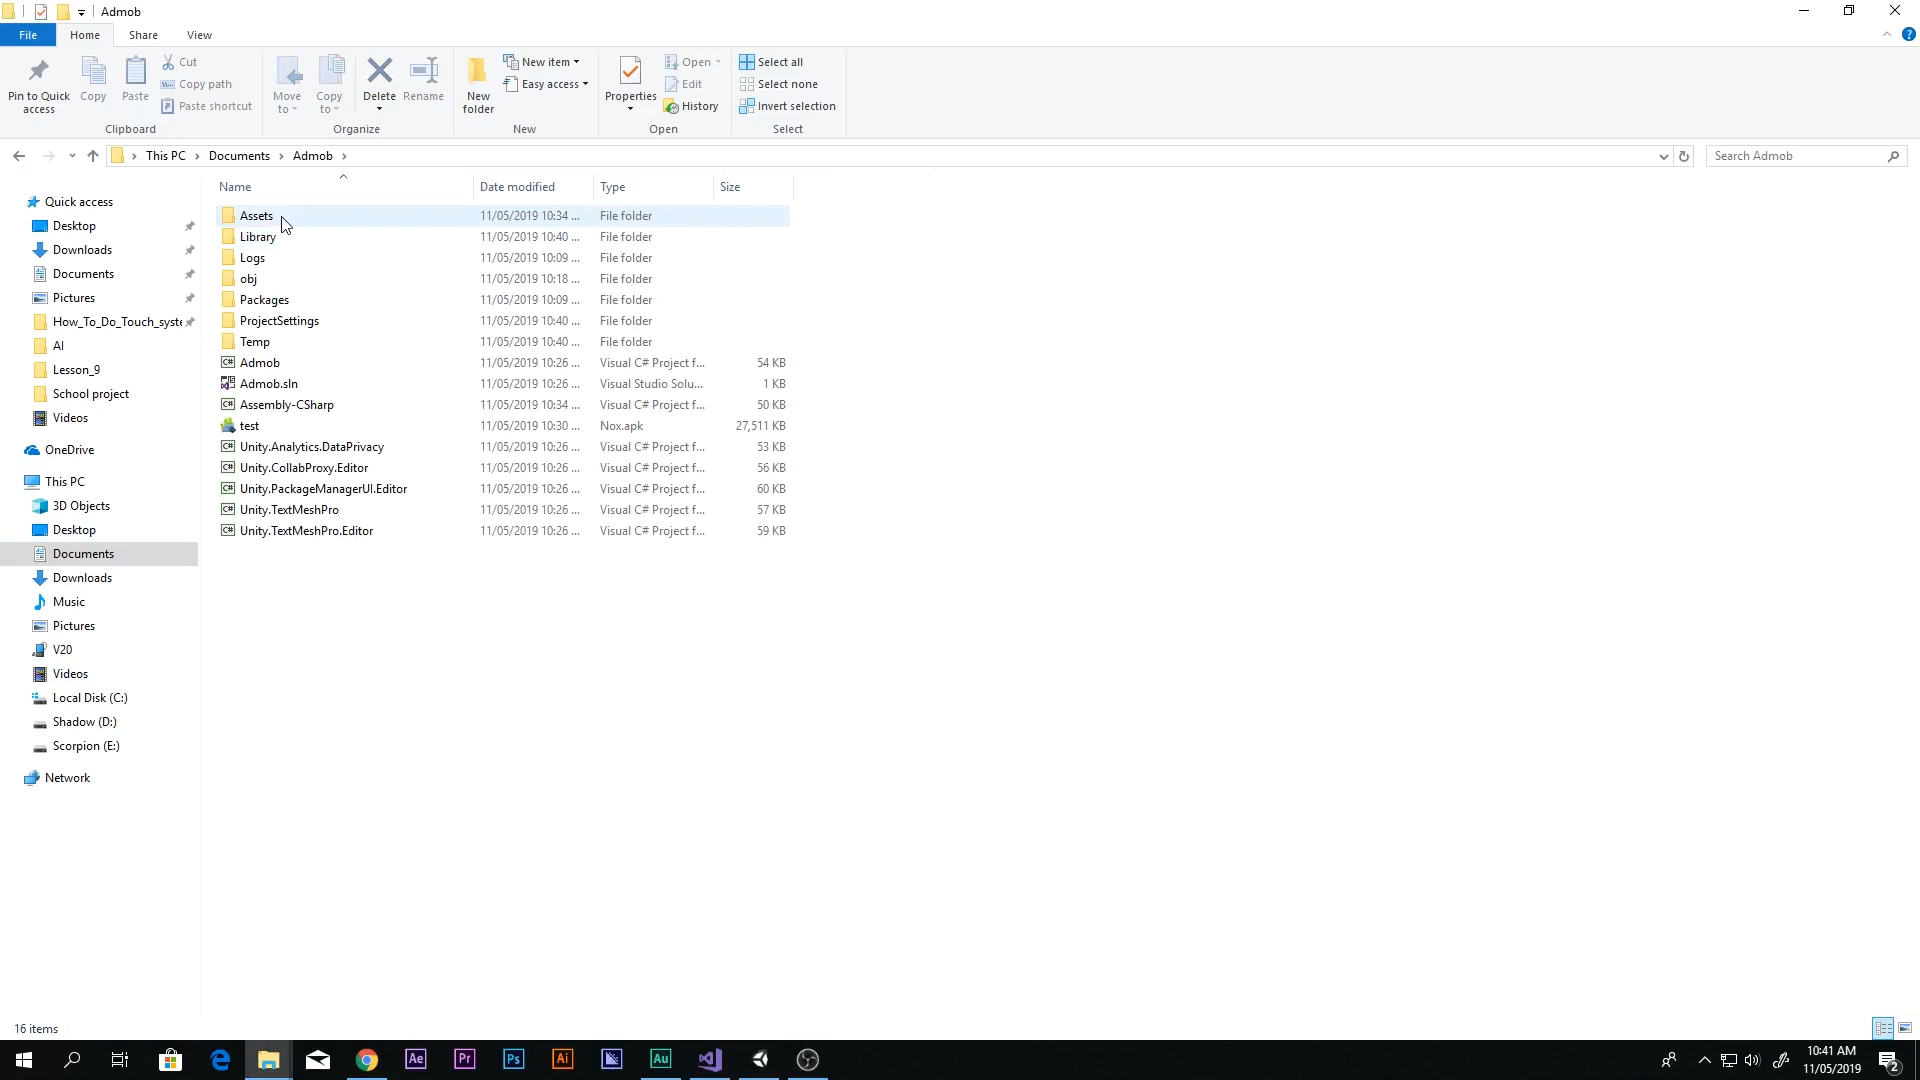 Admob
File Home Share View
Pin to Quick access
Copy
Paste
Cut
Copy path
Paste shortcut
Clipboard
Move to
Copy to
Delete
Rename
Organize
New folder
New item
Easy access
New
Properties
Open
Edit
History
Open
Select all
Select none
Invert selection
Select
This PC > Documents > Admob >
Search Admob
Quick access
Desktop
Downloads
Documents
Pictures
How_To_Do_Touch_syste
AI
Lesson_9
School project
Videos
OneDrive
This PC
3D Objects
Desktop
Documents
Downloads
Music
Pictures
V20
Videos
Local Disk (C:)
Shadow (D:)
Scorpion (E:)
Network
Name Date modified Type Size
Assets 11/05/2019 10:34 ... File folder
Library 11/05/2019 10:40 ... File folder
Logs 11/05/2019 10:09 ... File folder
obj 11/05/2019 10:18 ... File folder
Packages 11/05/2019 10:09 ... File folder
ProjectSettings 11/05/2019 10:40 ... File folder
Temp 11/05/2019 10:40 ... File folder
C# Admob 11/05/2019 10:26 ... Visual C# Project f... 54 KB
Admob.sln 11/05/2019 10:26 ... Visual Studio Solu... 1 KB
C# Assembly-CSharp 11/05/2019 10:34 ... Visual C# Project f... 50 KB
test 11/05/2019 10:30 ... Nox.apk 27,511 KB
C# Unity.Analytics.DataPrivacy 11/05/2019 10:26 ... Visual C# Project f... 53 KB
C# Unity.CollabProxy.Editor 11/05/2019 10:26 ... Visual C# Project f... 56 KB
C# Unity.PackageManagerUI.Editor 11/05/2019 10:26 ... Visual C# Project f... 60 KB
C# Unity.TextMeshPro 11/05/2019 10:26 ... Visual C# Project f... 57 KB
C# Unity.TextMeshPro.Editor 11/05/2019 10:26 ... Visual C# Project f... 59 KB
16 items
Ae Pr Ps Ai Au
10:41 AM
11/05/2019
2